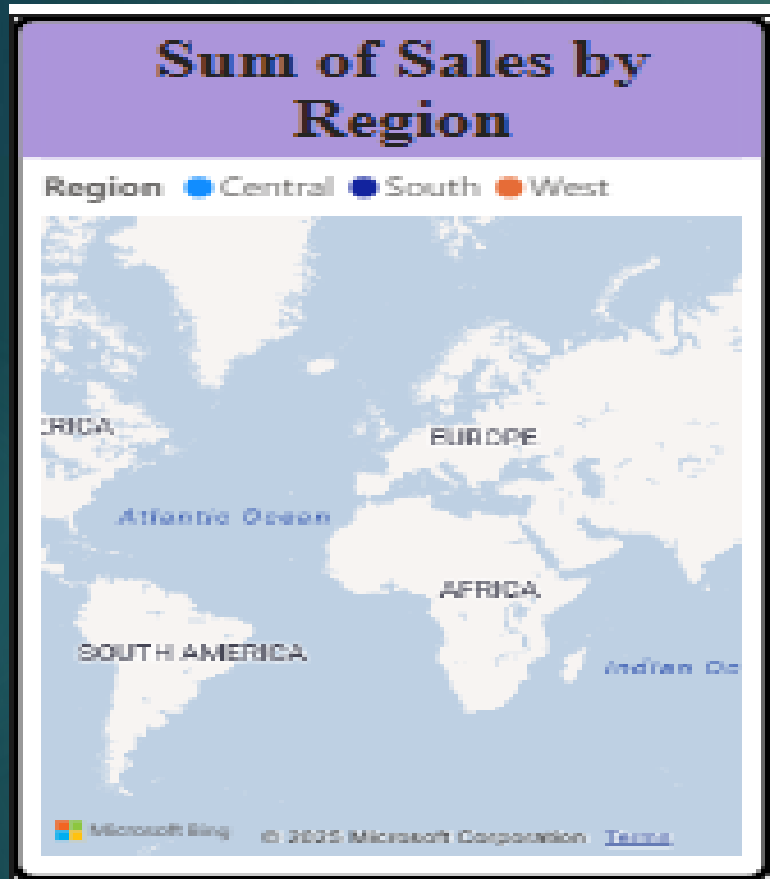 Sum of Sales by
Region
Region Central South West
ERICA
EUROPE
Atlantic Ocean
AFRICA
SOUTH AMERICA
Indian Oc
Microsoft Bing © 2025 Microsoft Corporation Terms